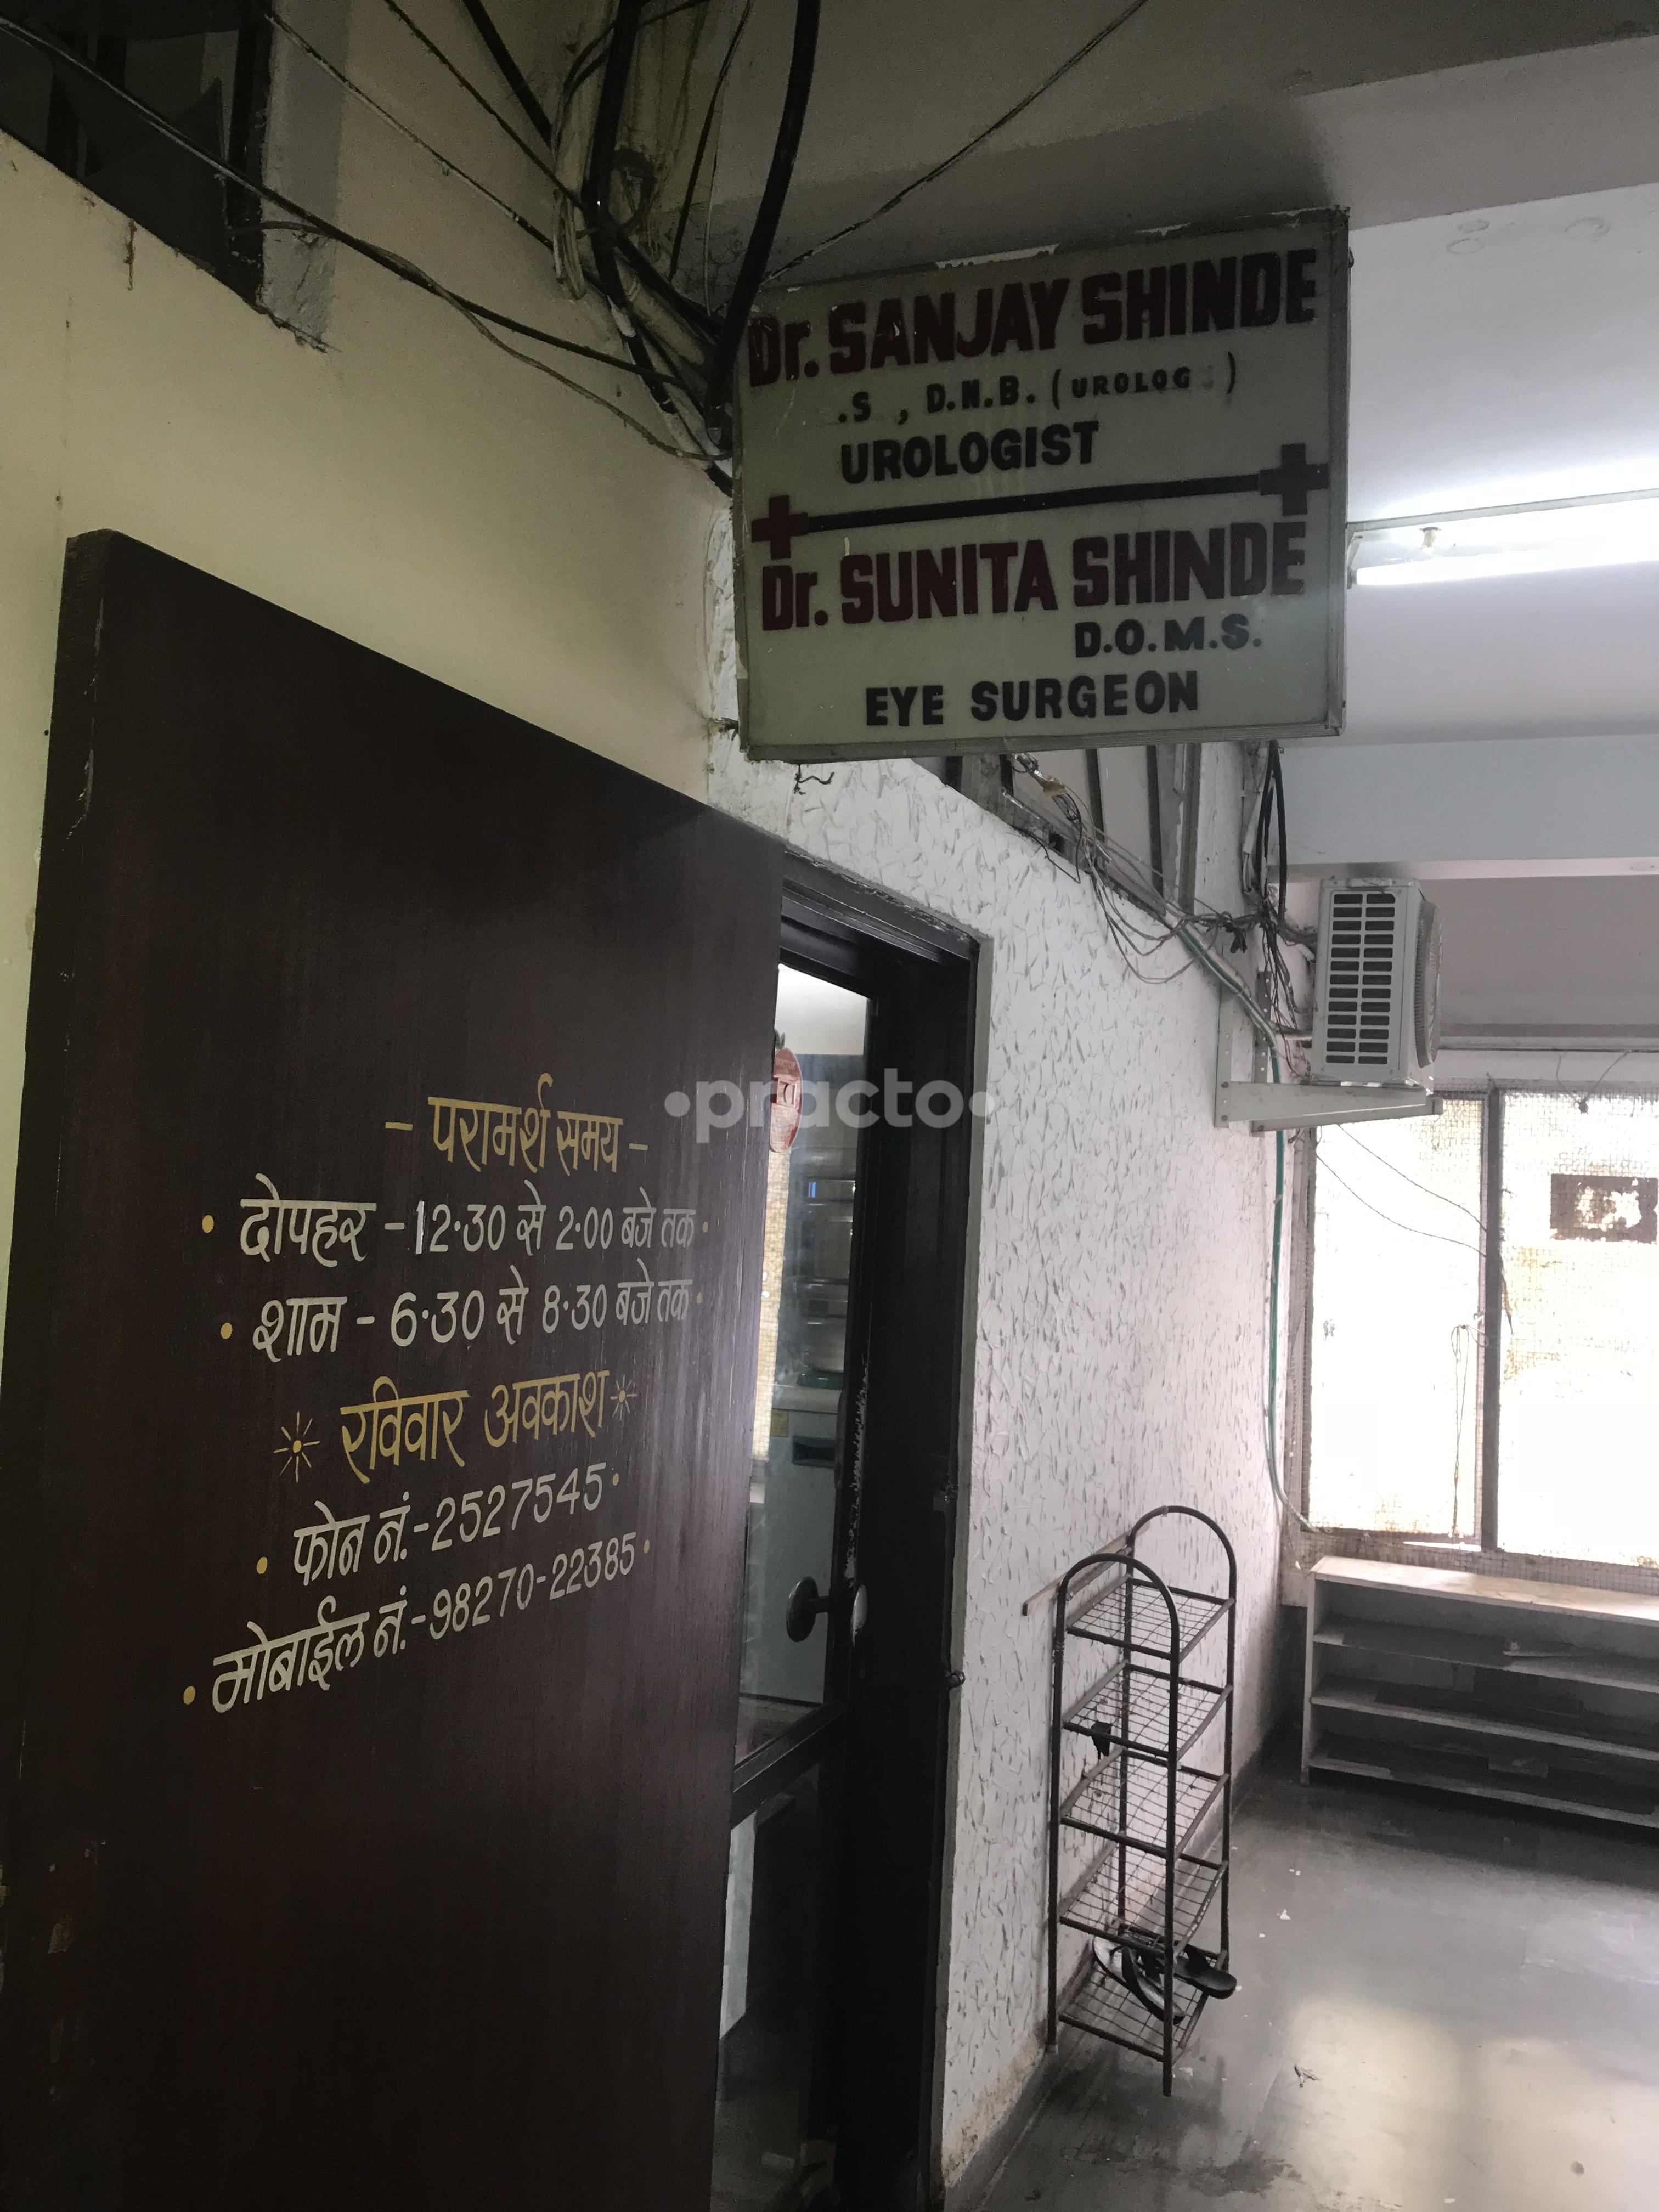 Dr. SANJAY SHINDE
.S , D.N.B. (UROLOG )
UROLOGIST
Dr. SUNITA SHINDE
D.O.M.S.
EYE SURGEON
•practo•
- परामर्श समय -
• दोपहर - 12.30 से 2.00 बजे तक •
• शाम - 6.30 से 8.30 बजे तक •
रविवार अवकाश
• फोन नं.-2527545 •
• मोबाईल नं.-98270-22385 •